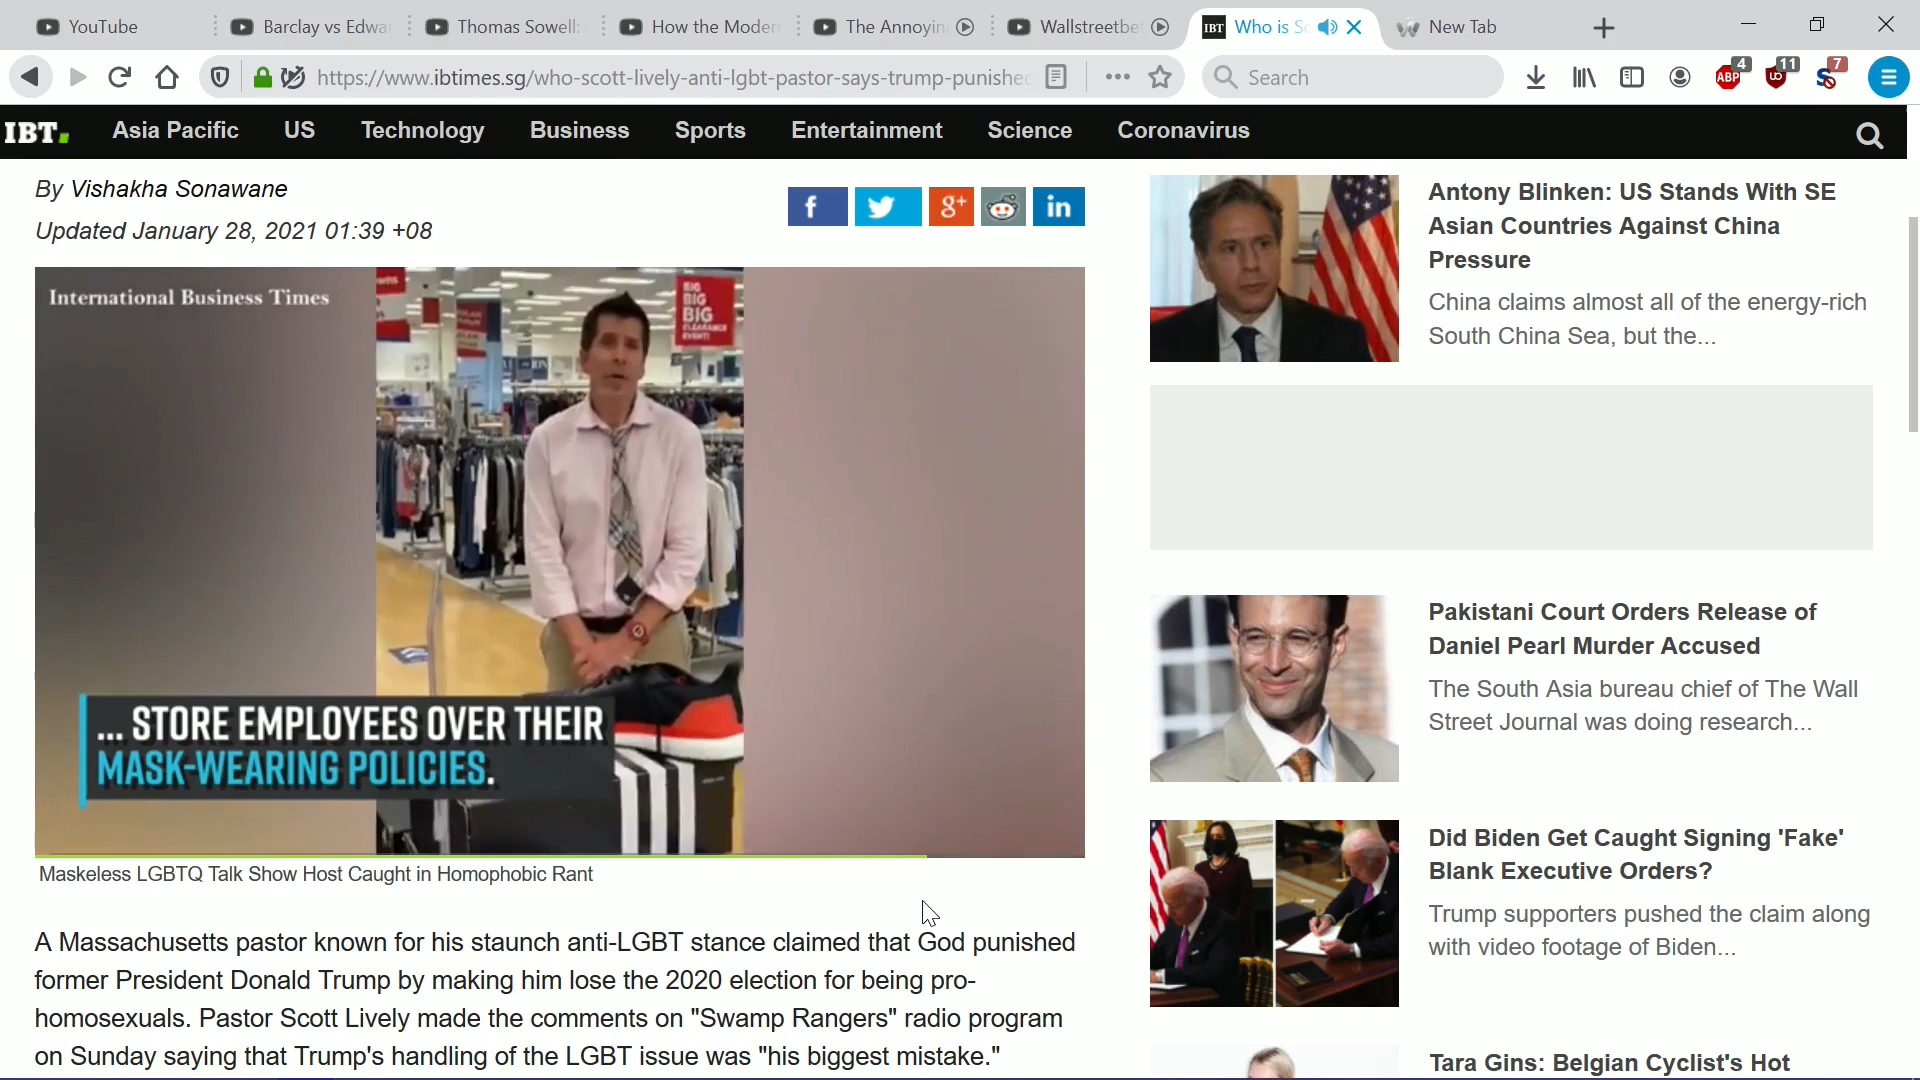 YouTube
Barclay vs Edwa
Thomas Sowell:
How the Moder
The Annoyin
Wallstreetbe
IBT Who is Sc
New Tab
https://www.ibtimes.sg/who-scott-lively-anti-lgbt-pastor-says-trump-punishe
Search
ABP 4
11
S 7
IBT.
Asia Pacific
US
Technology
Business
Sports
Entertainment
Science
Coronavirus
By Vishakha Sonawane
Updated January 28, 2021 01:39 +08
f
g+
in
International Business Times
BIG
BIG
BIG
CLEARANCE
EVENT!
... STORE EMPLOYEES OVER THEIR
MASK-WEARING POLICIES.
Maskeless LGBTQ Talk Show Host Caught in Homophobic Rant
A Massachusetts pastor known for his staunch anti-LGBT stance claimed that God punished
former President Donald Trump by making him lose the 2020 election for being pro-
homosexuals. Pastor Scott Lively made the comments on "Swamp Rangers" radio program
on Sunday saying that Trump's handling of the LGBT issue was "his biggest mistake."
Antony Blinken: US Stands With SE
Asian Countries Against China
Pressure
China claims almost all of the energy-rich
South China Sea, but the...
Pakistani Court Orders Release of
Daniel Pearl Murder Accused
The South Asia bureau chief of The Wall
Street Journal was doing research...
Did Biden Get Caught Signing 'Fake'
Blank Executive Orders?
Trump supporters pushed the claim along
with video footage of Biden...
Tara Gins: Belgian Cyclist's Hot